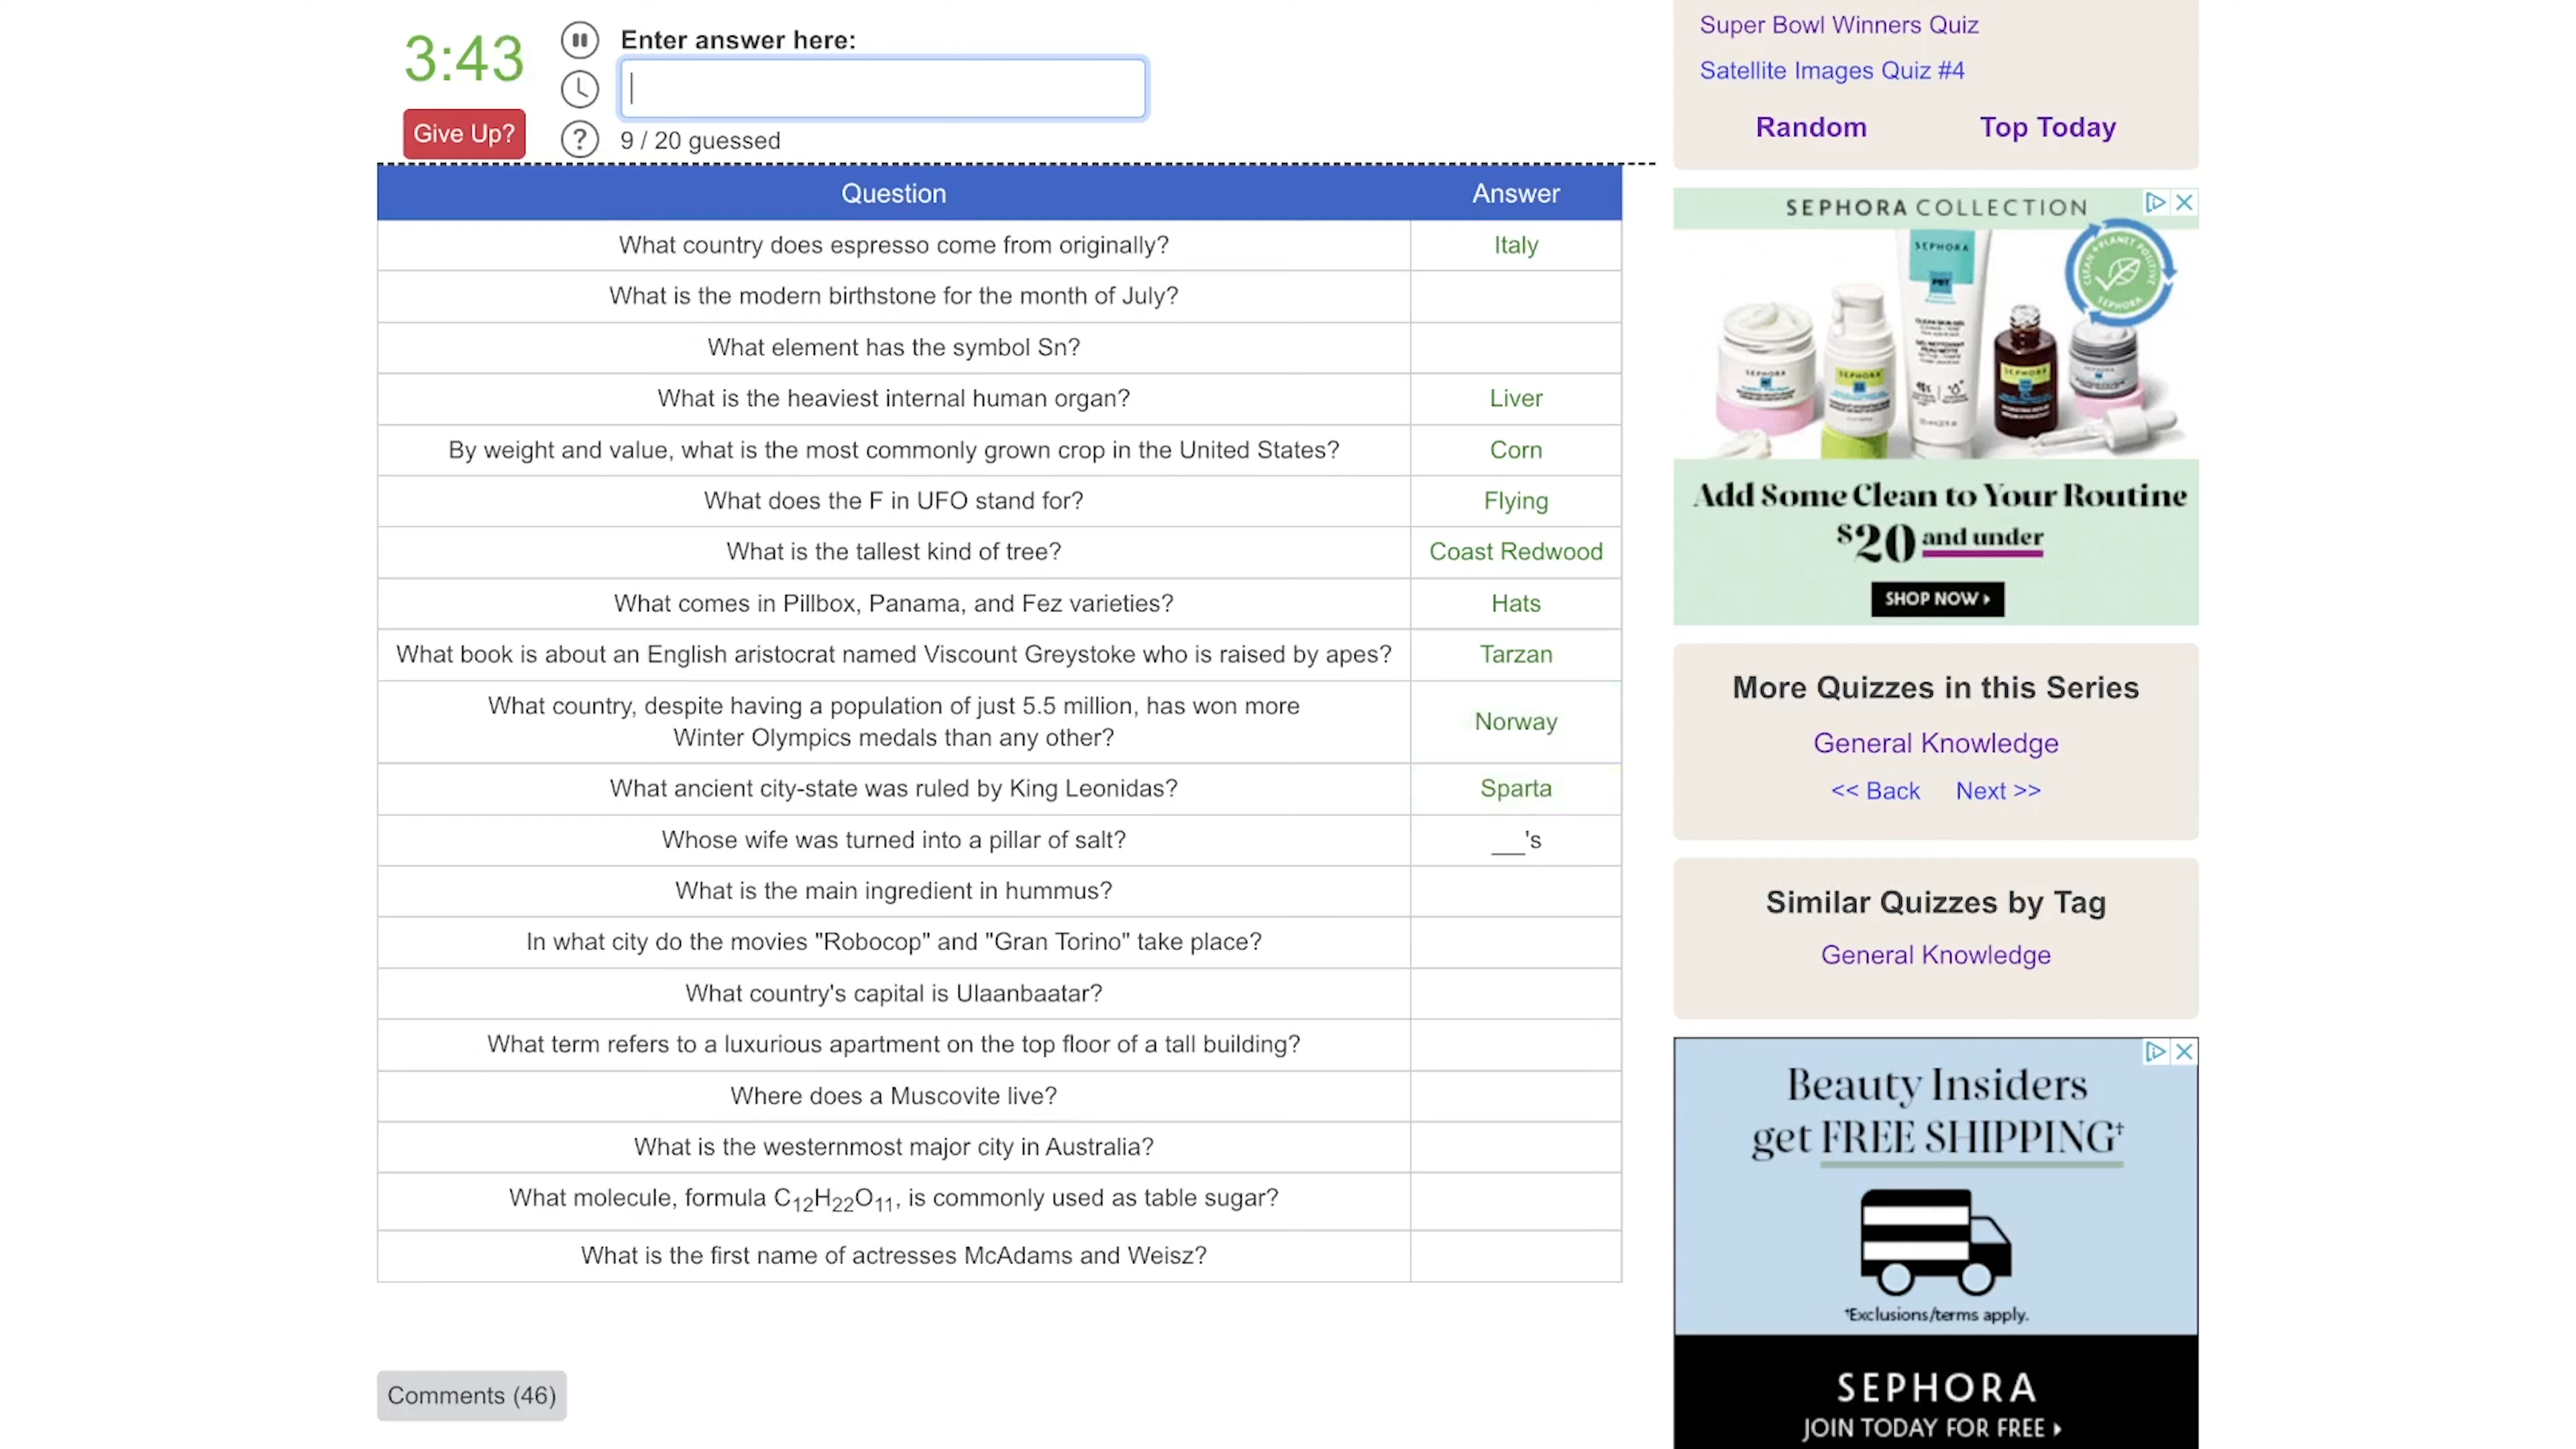 3:43
Give Up?
Enter answer here:
?
9 / 20 guessed
Question Answer
What country does espresso come from originally? Italy
What is the modern birthstone for the month of July?
What element has the symbol Sn?
What is the heaviest internal human organ? Liver
By weight and value, what is the most commonly grown crop in the United States? Corn
What does the F in UFO stand for? Flying
What is the tallest kind of tree? Coast Redwood
What comes in Pillbox, Panama, and Fez varieties? Hats
What book is about an English aristocrat named Viscount Greystoke who is raised by apes? Tarzan
What country, despite having a population of just 5.5 million, has won more
Winter Olympics medals than any other? Norway
What ancient city-state was ruled by King Leonidas? Sparta
Whose wife was turned into a pillar of salt? ___'s
What is the main ingredient in hummus?
In what city do the movies "Robocop" and "Gran Torino" take place?
What country's capital is Ulaanbaatar?
What term refers to a luxurious apartment on the top floor of a tall building?
Where does a Muscovite live?
What is the westernmost major city in Australia?
What molecule, formula C₁₂H₂₂O₁₁, is commonly used as table sugar?
What is the first name of actresses McAdams and Weisz?
Comments (46)
Super Bowl Winners Quiz
Satellite Images Quiz #4
Random Top Today
SEPHORA COLLECTION
CLEAN + PLANET POSITIVE
SEPHORA
SEPHORA
SEPHORA
SEPHORA
SEPHORA
SEPHORA
Add Some Clean to Your Routine
$20 and under
SHOP NOW
More Quizzes in this Series
General Knowledge
<< Back Next >>
Similar Quizzes by Tag
General Knowledge
Beauty Insiders
get FREE SHIPPING†
†Exclusions/terms apply.
SEPHORA
JOIN TODAY FOR FREE